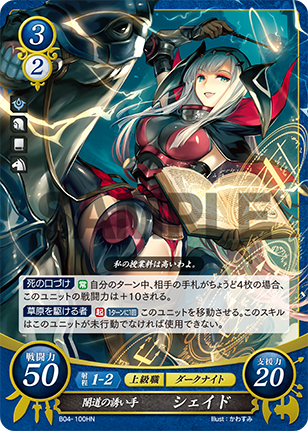 3
2
SAMPLE
私の授業料は高いわよ。
死の口づけ 常 自分のターン中、相手の手札がちょうど4枚の場合、
このユニットの戦闘力は+10される。
草原を駆ける者 起 1ターンに1回 このユニットを移動させる。このスキル
はこのユニットが未行動でなければ使用できない。
戦闘力 50 射程 1-2 上級職 ダークナイト 支援力 20
闇道の誘い手 シェイド
B04-100HN Illust:かわすみ